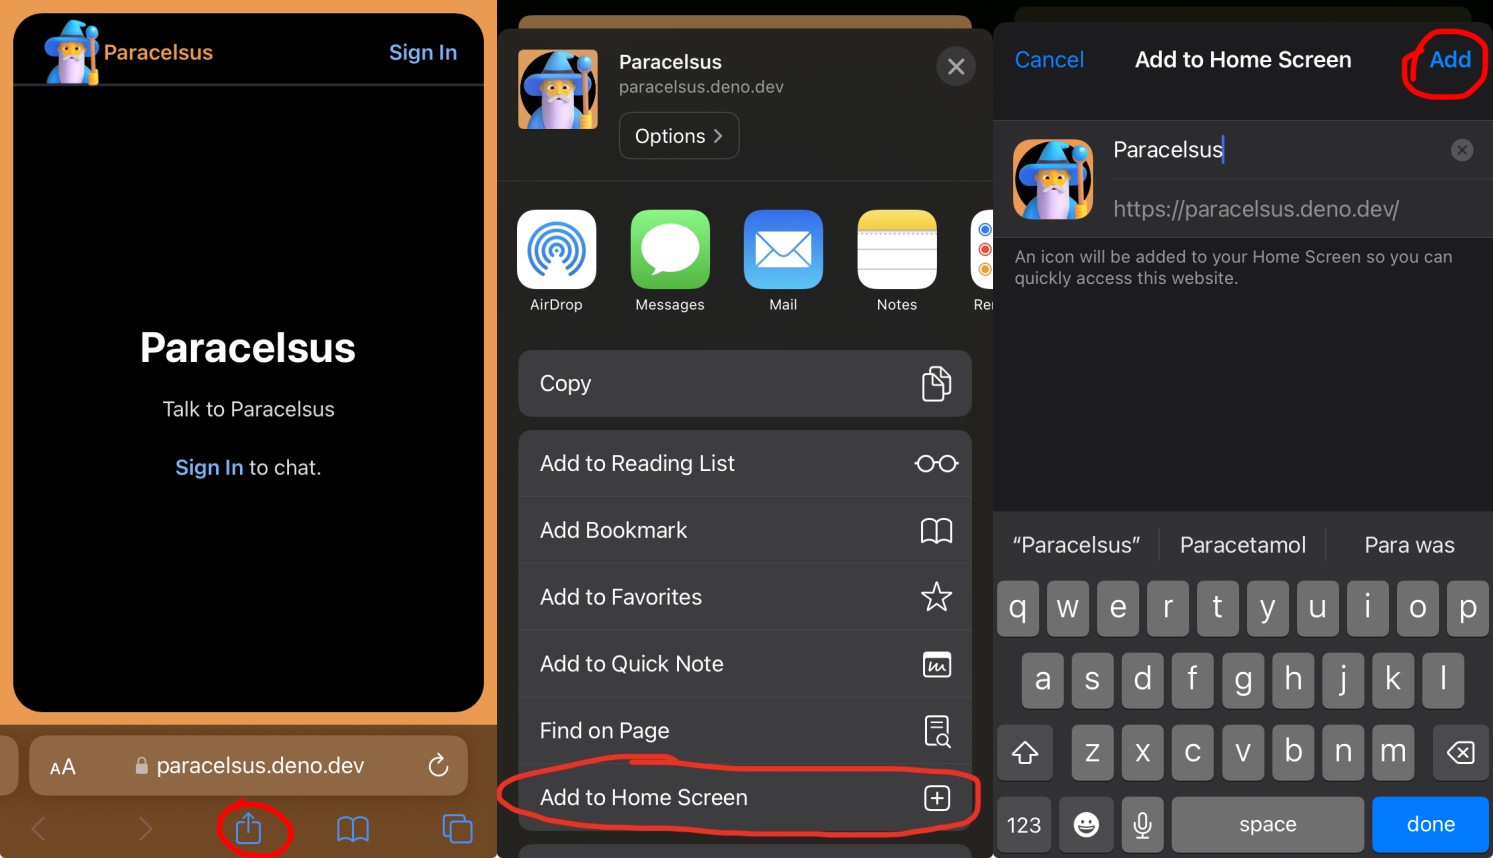 Paracelsus
Sign In
Paracelsus
Talk to Paracelsus
Sign In to chat.
AA
paracelsus.deno.dev
Paracelsus
paracelsus.deno.dev
Options
AirDrop
Messages
Mail
Notes
Re
Copy
Add to Reading List
Add Bookmark
Add to Favorites
Add to Quick Note
Find on Page
Add to Home Screen
Cancel
Add to Home Screen
Add
Paracelsus
https://paracelsus.deno.dev/
An icon will be added to your Home Screen so you can
quickly access this website.
“Paracelsus” Paracetamol Para was
q w e r t y u i o p
a s d f g h j k l
z x c v b n m
123 space done